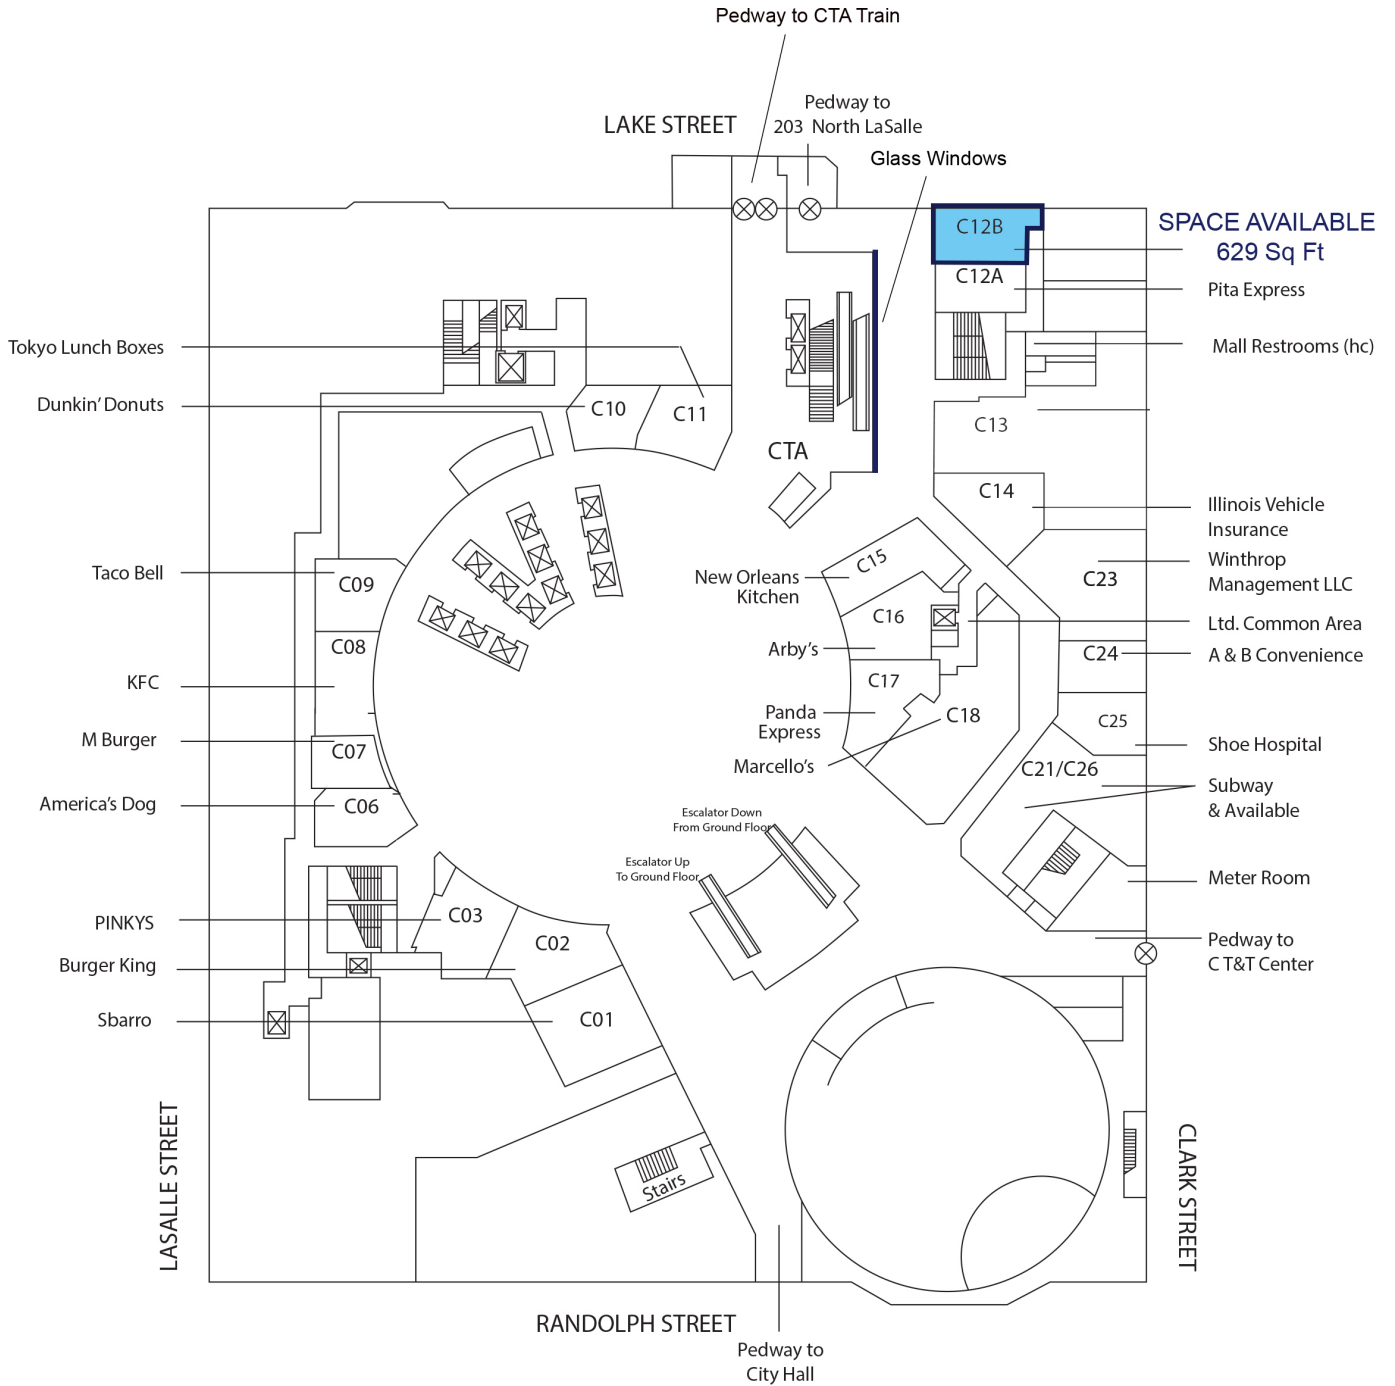 Pedway to CTA Train
Pedway to
203 North LaSalle
LAKE STREET
Glass Windows
C12B
SPACE AVAILABLE
629 Sq Ft
C12A
Pita Express
Mall Restrooms (hc)
Tokyo Lunch Boxes
Dunkin' Donuts
C10
C11
C13
CTA
C14
Illinois Vehicle
Insurance
Taco Bell
C09
C15
New Orleans
Kitchen
C23
Winthrop
Management LLC
C16
Ltd. Common Area
C08
Arby's
C24
A & B Convenience
KFC
C17
Panda
Express
C18
C25
Shoe Hospital
M Burger
C07
Marcello's
C21/C26
Subway
& Available
America's Dog
C06
Escalator Down
From Ground Floor
Escalator Up
To Ground Floor
Meter Room
PINKYS
C03
C02
Pedway to
C T&T Center
Burger King
Sbarro
C01
LASALLE STREET
CLARK STREET
Stairs
RANDOLPH STREET
Pedway to
City Hall